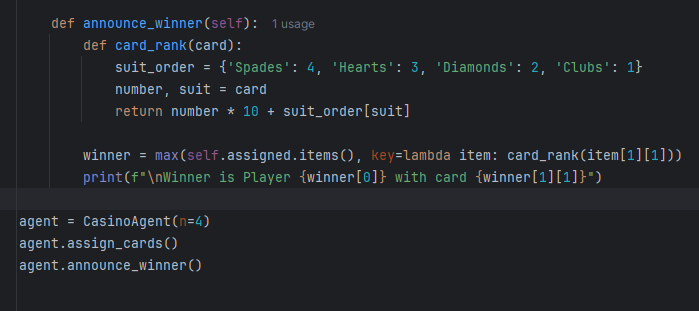 def announce_winner(self):  1 usage
    def card_rank(card):
        suit_order = {'Spades': 4, 'Hearts': 3, 'Diamonds': 2, 'Clubs': 1}
        number, suit = card
        return number * 10 + suit_order[suit]
    winner = max(self.assigned.items(), key=lambda item: card_rank(item[1][1]))
    print(f"\nWinner is Player {winner[0]} with card {winner[1][1]}")
agent = CasinoAgent(n=4)
agent.assign_cards()
agent.announce_winner()